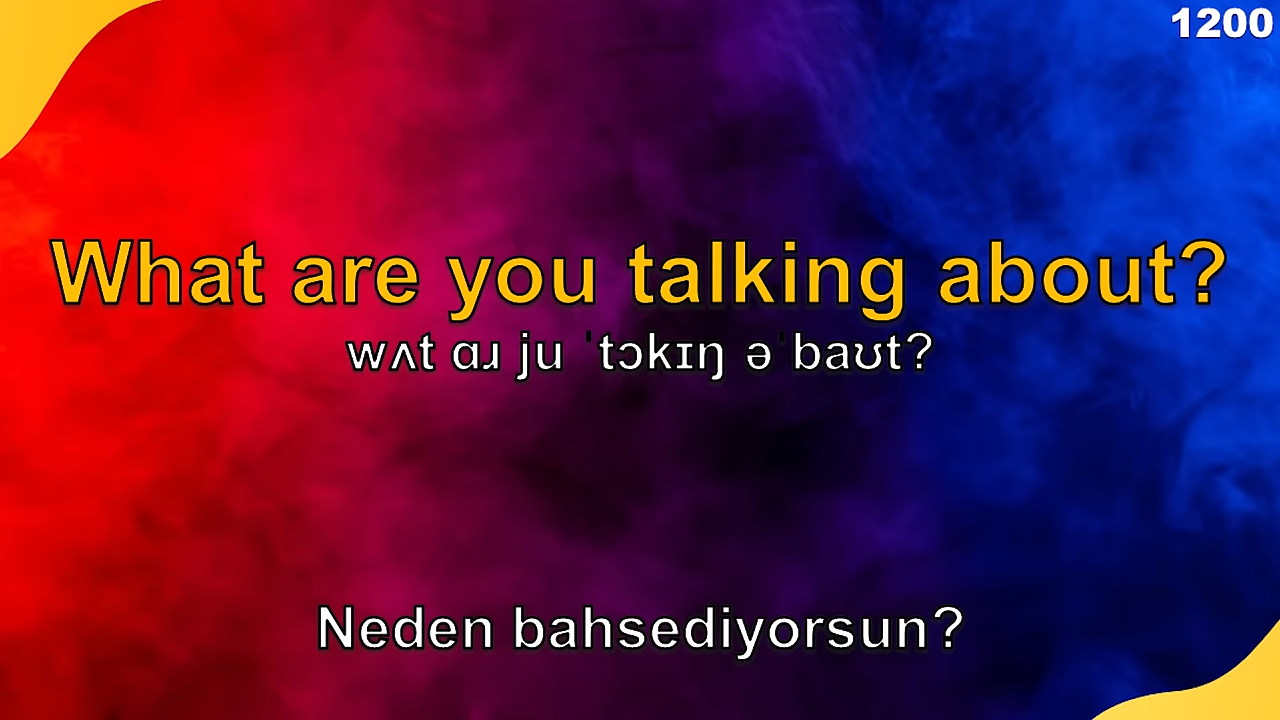 1200
What are you talking about?
wʌt ɑɹ ju ˈtɔkɪŋ əˈbaʊt?
Neden bahsediyorsun?